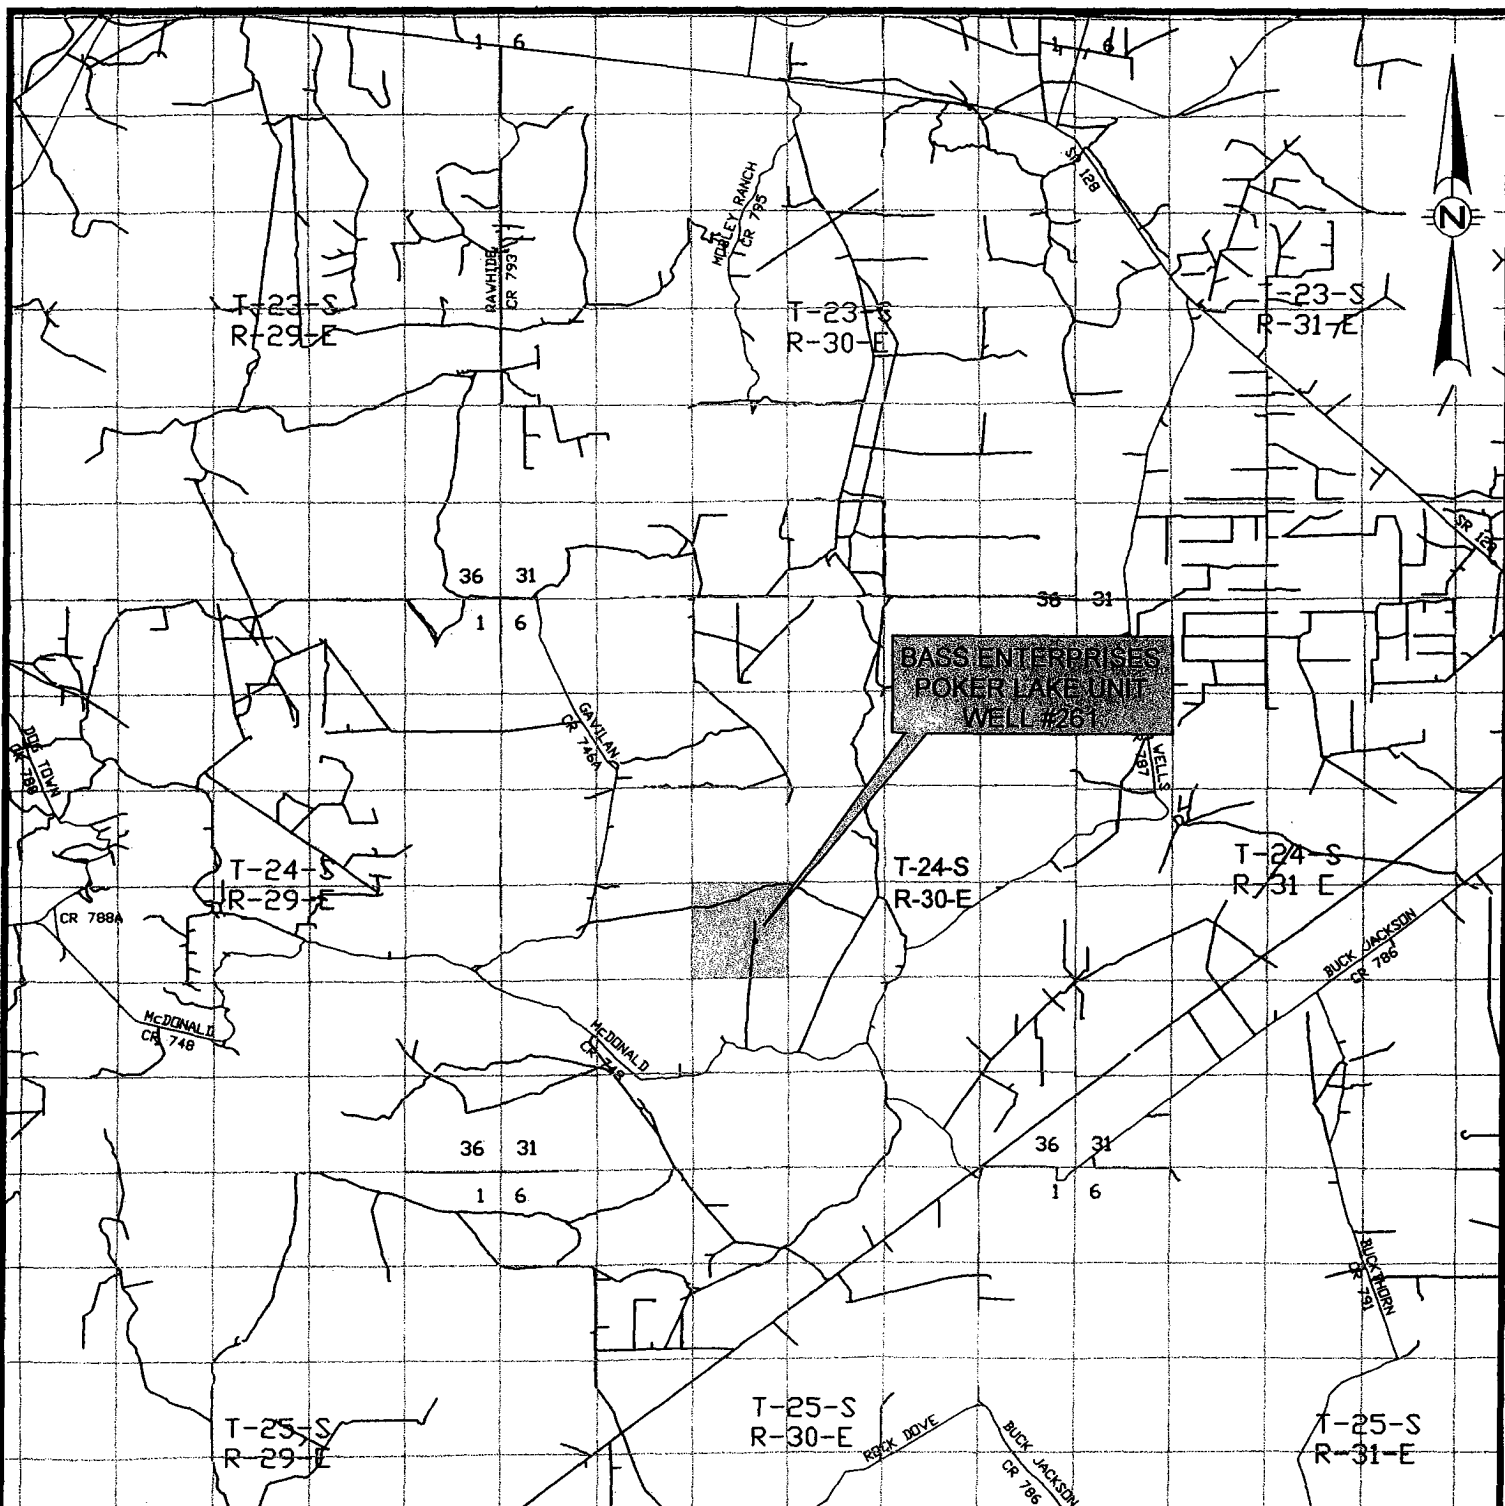 1 6
1 6
SR 128
MOBLEY RANCH
CR 795
RAWHIDE
CR 793
N
T-23-S
R-29-E
T-23-S
R-30-E
T-23-S
R-31-E
SR 128
36 31
1 6
36 31
BASS ENTERPRISES
POKER LAKE UNIT
WELL #261
GAVILAN
CR 746A
DOG TOWN
CR 788
WELLS
787
T-24-S
R-29-E
T-24-S
R-30-E
T-24-S
R-31 E
CR 788A
BUCK JACKSON
CR 786
McDONALD
CR 748
McDONALD
CR 748
36 31
1 6
36 31
1 6
BUCKTHORN
CR 791
T-25-S
R-29-E
T-25-S
R-30-E
ROCK DOVE
BUCK JACKSON
CR 786
T-25-S
R-31-E